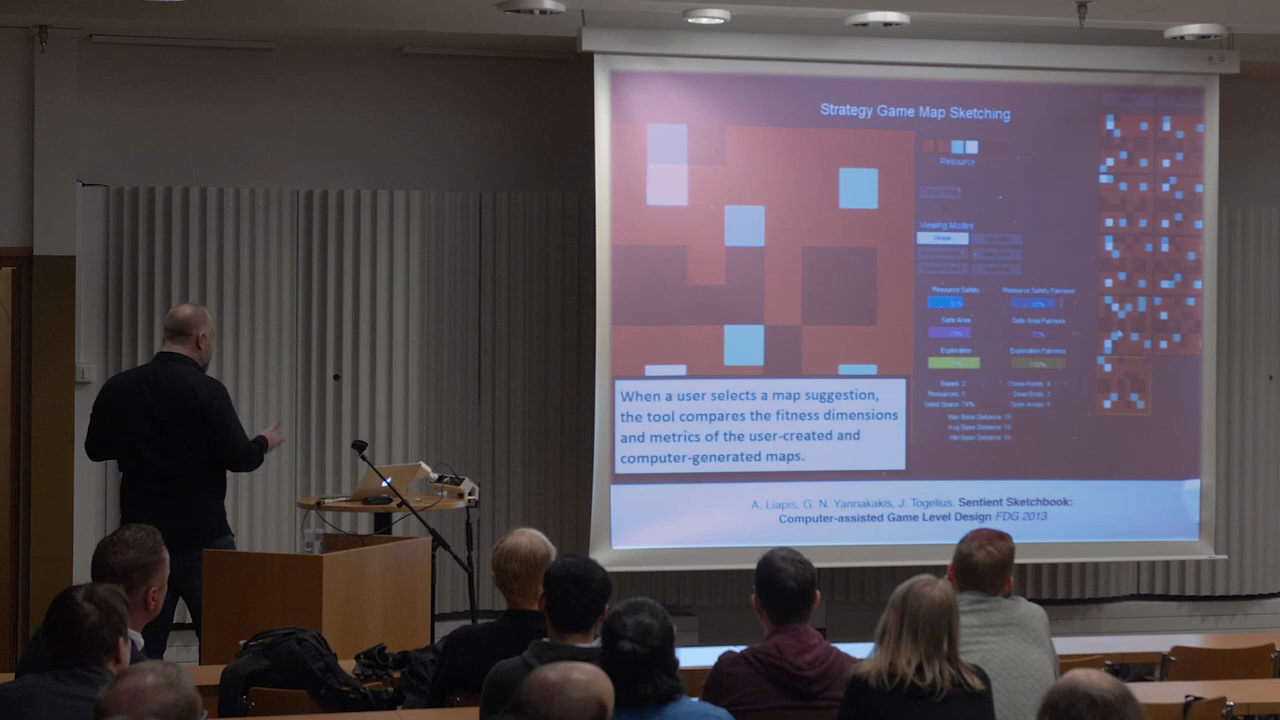 Strategy Game Map Sketching
Resource
Viewing Modes
Resource Safety
Resource Safety Fairness
Safe Area
Safe Area Fairness
Exploration
Exploration Fairness
When a user selects a map suggestion,
the tool compares the fitness dimensions
and metrics of the user-created and
computer-generated maps.
A. Liapis, G. N. Yannakakis, J. Togelius. Sentient Sketchbook:
Computer-assisted Game Level Design FDG 2013